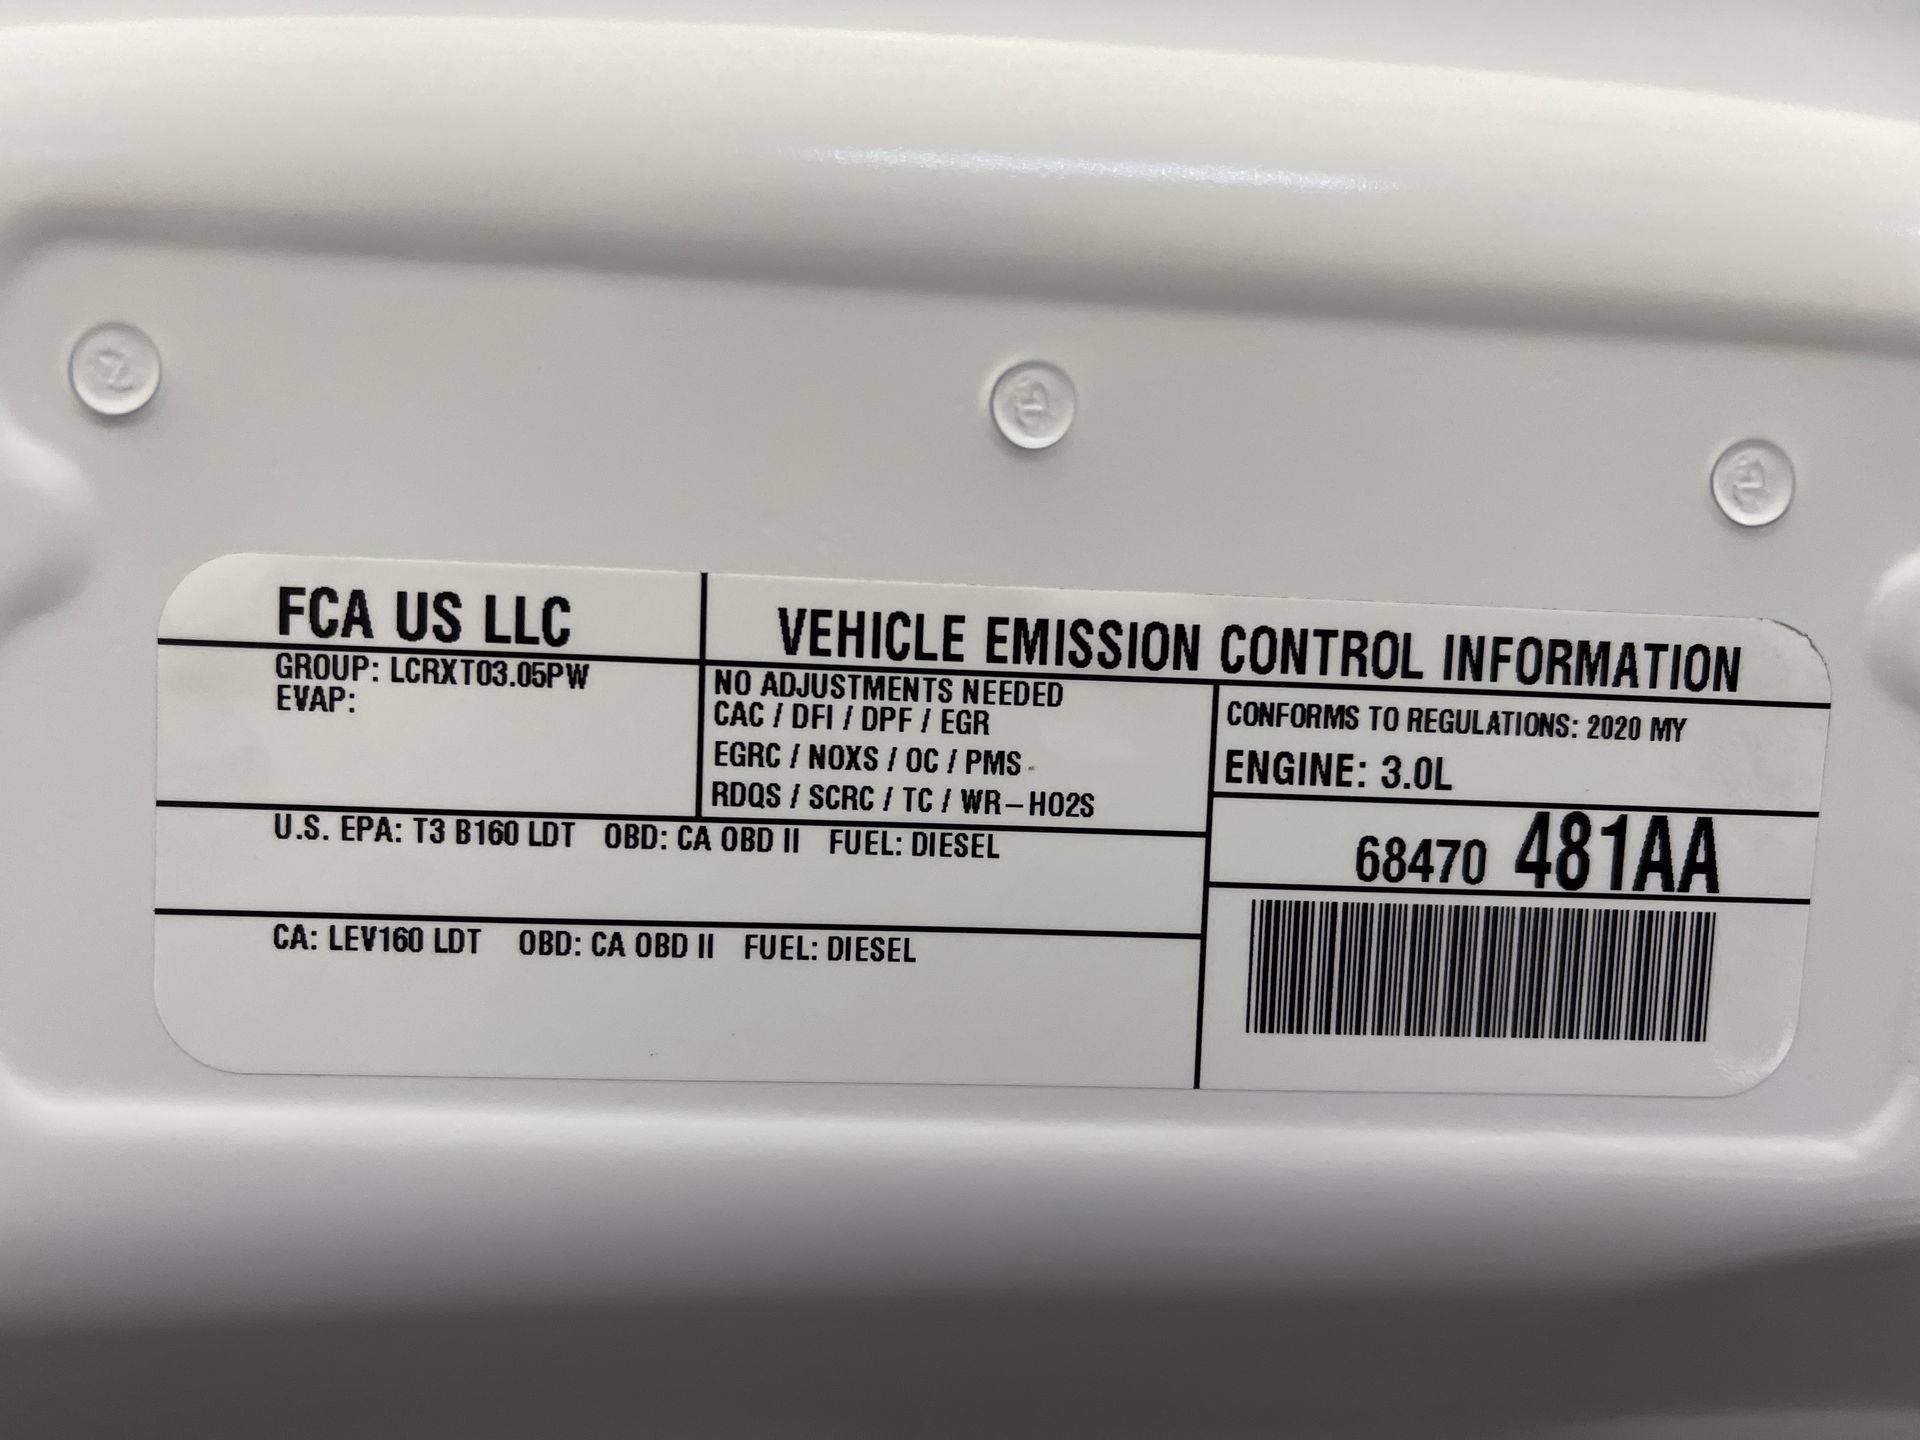 FCA US LLC
VEHICLE EMISSION CONTROL INFORMATION
GROUP: LCRXT03.05PW
EVAP:
NO ADJUSTMENTS NEEDED
CAC / DFI / DPF / EGR
EGRC / NOXS / OC / PMS
RDQS / SCRC / TC / WR-HO2S
CONFORMS TO REGULATIONS: 2020 MY
ENGINE: 3.0L
U.S. EPA: T3 B160 LDT OBD: CA OBD II FUEL: DIESEL
68470 481AA
CA: LEV160 LDT OBD: CA OBD II FUEL: DIESEL